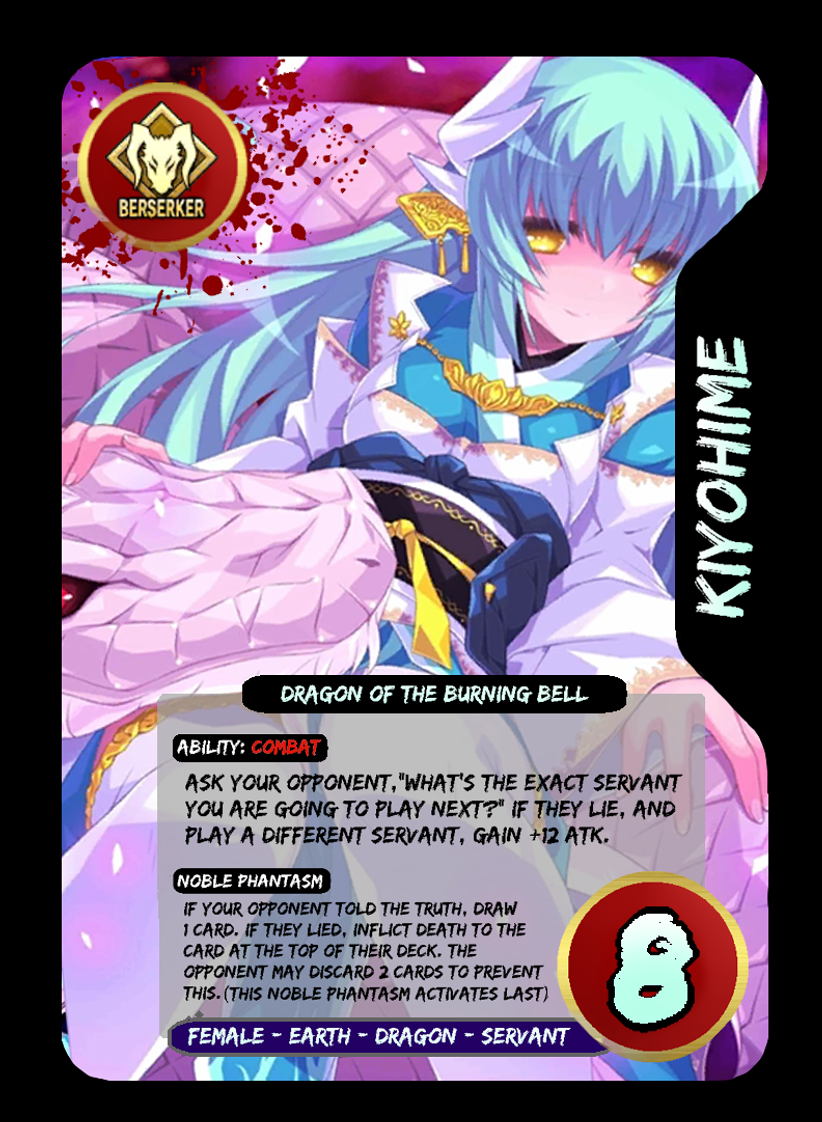 BERSERKER
KIYOHIME
DRAGON OF THE BURNING BELL
ABILITY: COMBAT
ASK YOUR OPPONENT,"WHAT'S THE EXACT SERVANT
YOU ARE GOING TO PLAY NEXT?" IF THEY LIE, AND
PLAY A DIFFERENT SERVANT, GAIN +12 ATK.
NOBLE PHANTASM
IF YOUR OPPONENT TOLD THE TRUTH, DRAW
1 CARD. IF THEY LIED, INFLICT DEATH TO THE
CARD AT THE TOP OF THEIR DECK. THE
OPPONENT MAY DISCARD 2 CARDS TO PREVENT
THIS. (THIS NOBLE PHANTASM ACTIVATES LAST)
8
FEMALE - EARTH - DRAGON - SERVANT